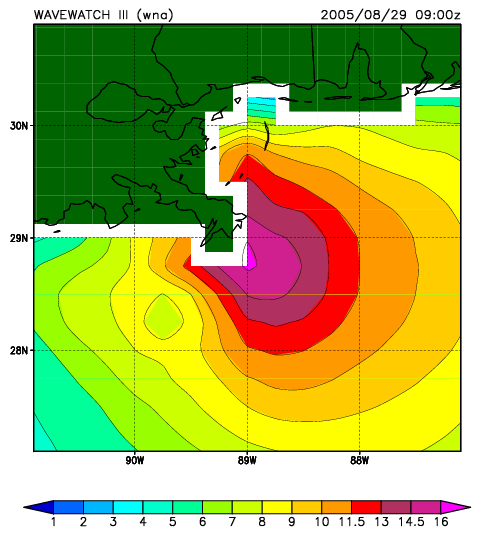 WAVEWATCH III (wna) 2005/08/29 09:00z
30N
29N
28N
90W 89W 88W
1 2 3 4 5 6 7 8 9 10 11.5 13 14.5 16